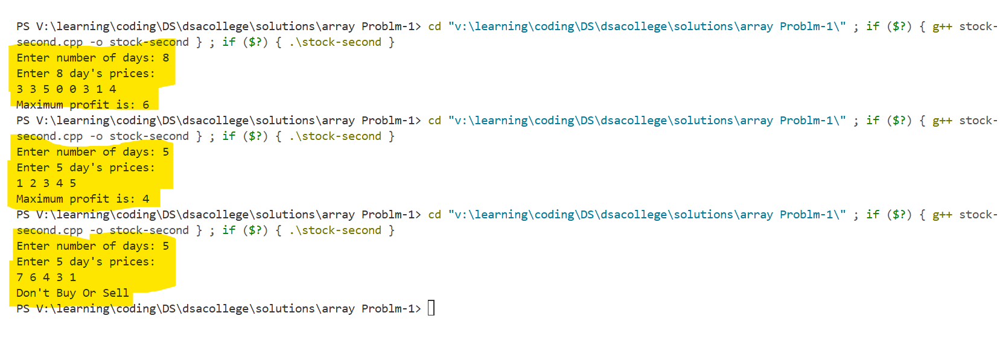 PS V:\learning\coding\DS\dsacollege\solutions\array Problm-1> cd "v:\learning\coding\DS\dsacollege\solutions\array Problm-1\" ; if ($?) { g++ stock-
second.cpp -o stock-second } ; if ($?) { .\stock-second }
Enter number of days: 8
Enter 8 day's prices:
3 3 5 0 0 3 1 4
Maximum profit is: 6
PS V:\learning\coding\DS\dsacollege\solutions\array Problm-1> cd "v:\learning\coding\DS\dsacollege\solutions\array Problm-1\" ; if ($?) { g++ stock-
second.cpp -o stock-second } ; if ($?) { .\stock-second }
Enter number of days: 5
Enter 5 day's prices:
1 2 3 4 5
Maximum profit is: 4
PS V:\learning\coding\DS\dsacollege\solutions\array Problm-1> cd "v:\learning\coding\DS\dsacollege\solutions\array Problm-1\" ; if ($?) { g++ stock-
second.cpp -o stock-second } ; if ($?) { .\stock-second }
Enter number of days: 5
Enter 5 day's prices:
7 6 4 3 1
Don't Buy Or Sell
PS V:\learning\coding\DS\dsacollege\solutions\array Problm-1>